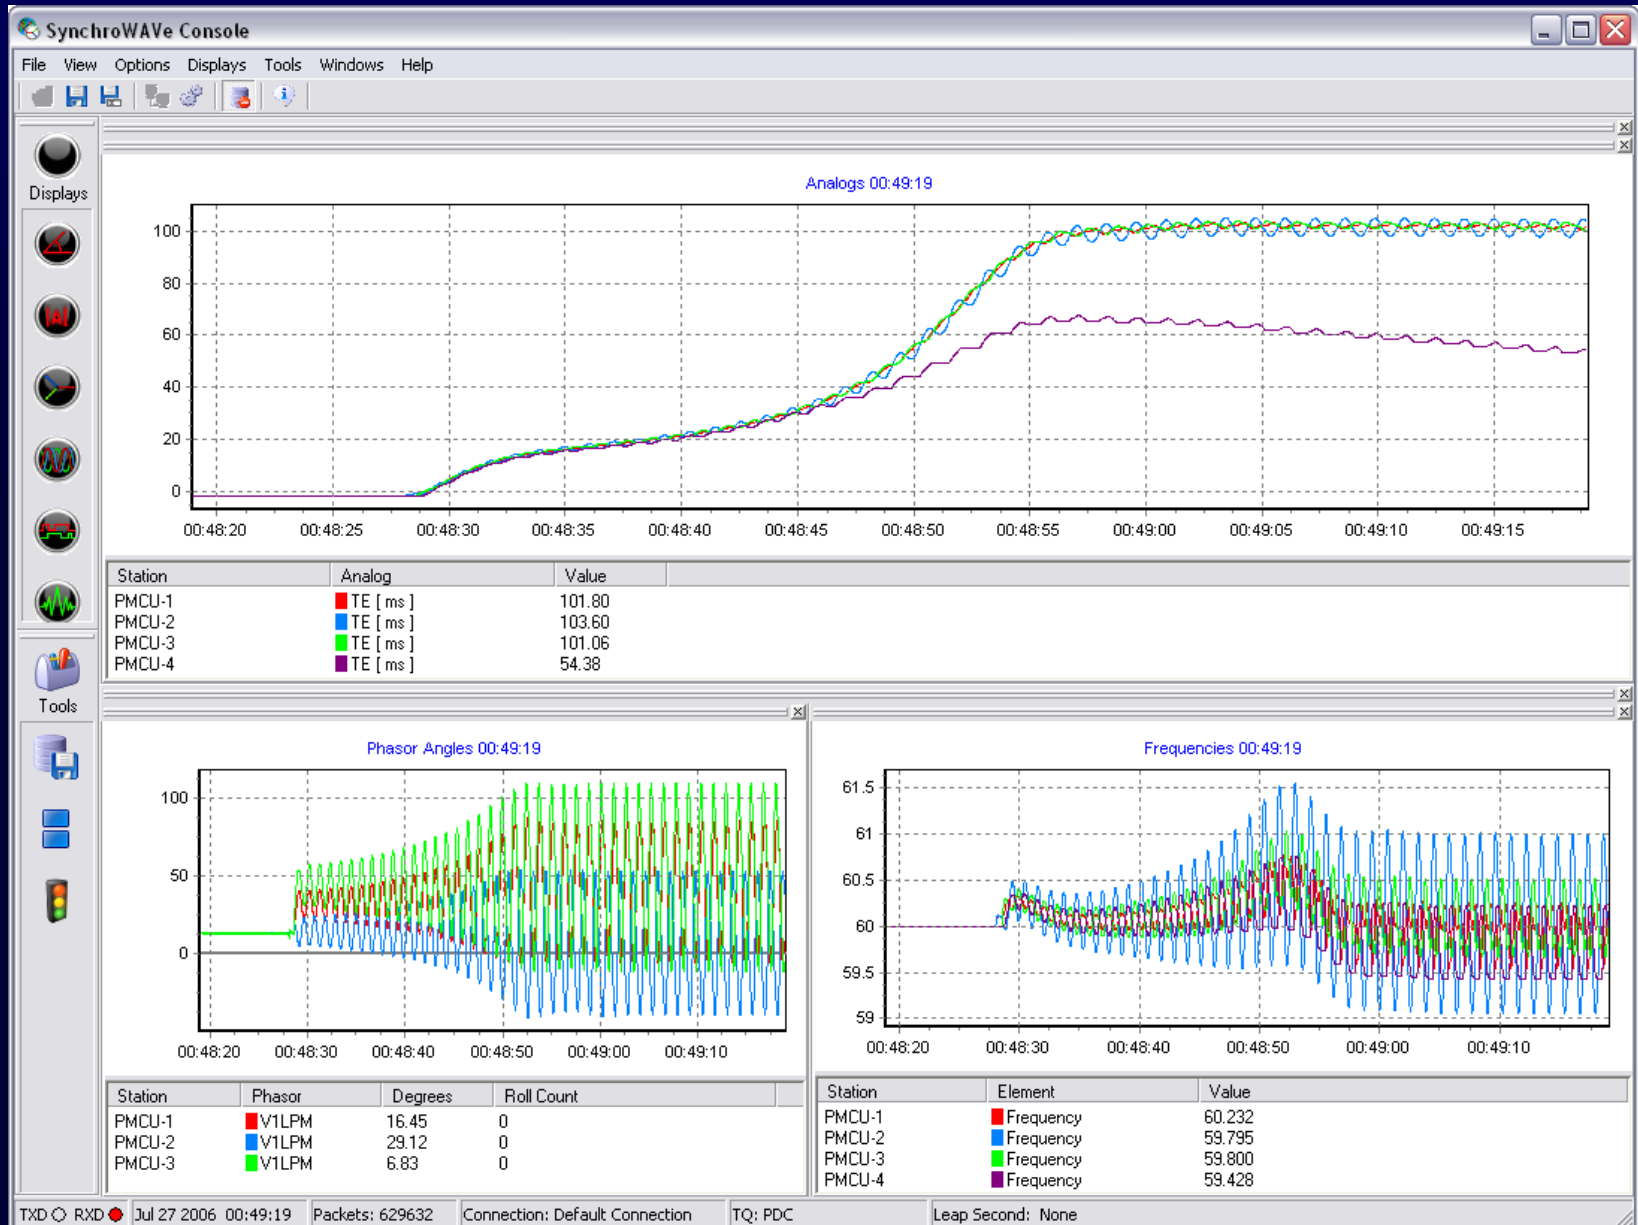 SynchroWAVe Console
File View Options Displays Tools Windows Help
Displays
Tools
Analogs 00:49:19
100
80
60
40
20
0
00:48:20 00:48:25 00:48:30 00:48:35 00:48:40 00:48:45 00:48:50 00:48:55 00:49:00 00:49:05 00:49:10 00:49:15
Station Analog Value
PMCU-1 TE [ ms ] 101.80
PMCU-2 TE [ ms ] 103.60
PMCU-3 TE [ ms ] 101.06
PMCU-4 TE [ ms ] 54.38
Phasor Angles 00:49:19
100
50
0
00:48:20 00:48:30 00:48:40 00:48:50 00:49:00 00:49:10
Station Phasor Degrees Roll Count
PMCU-1 V1LPM 16.45 0
PMCU-2 V1LPM 29.12 0
PMCU-3 V1LPM 6.83 0
Frequencies 00:49:19
61.5
61
60.5
60
59.5
59
00:48:20 00:48:30 00:48:40 00:48:50 00:49:00 00:49:10
Station Element Value
PMCU-1 Frequency 60.232
PMCU-2 Frequency 59.795
PMCU-3 Frequency 59.800
PMCU-4 Frequency 59.428
TXD RXD Jul 27 2006 00:49:19 Packets: 629632 Connection: Default Connection TQ: PDC Leap Second: None